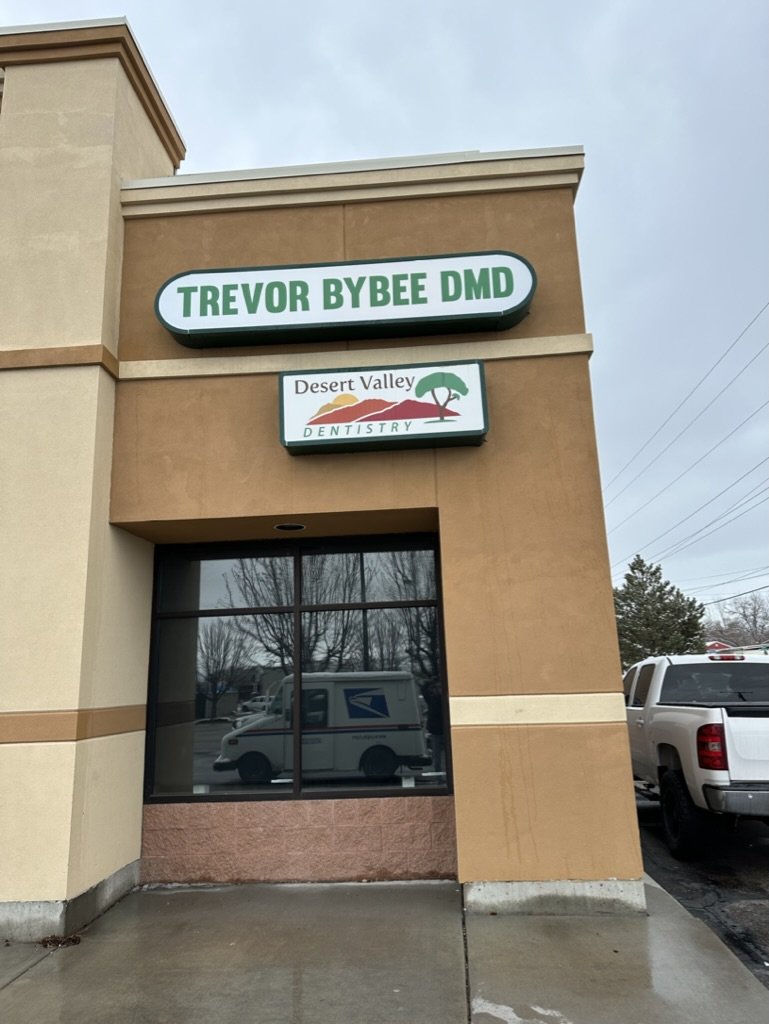 TREVOR BYBEE DMD
Desert Valley
DENTISTRY